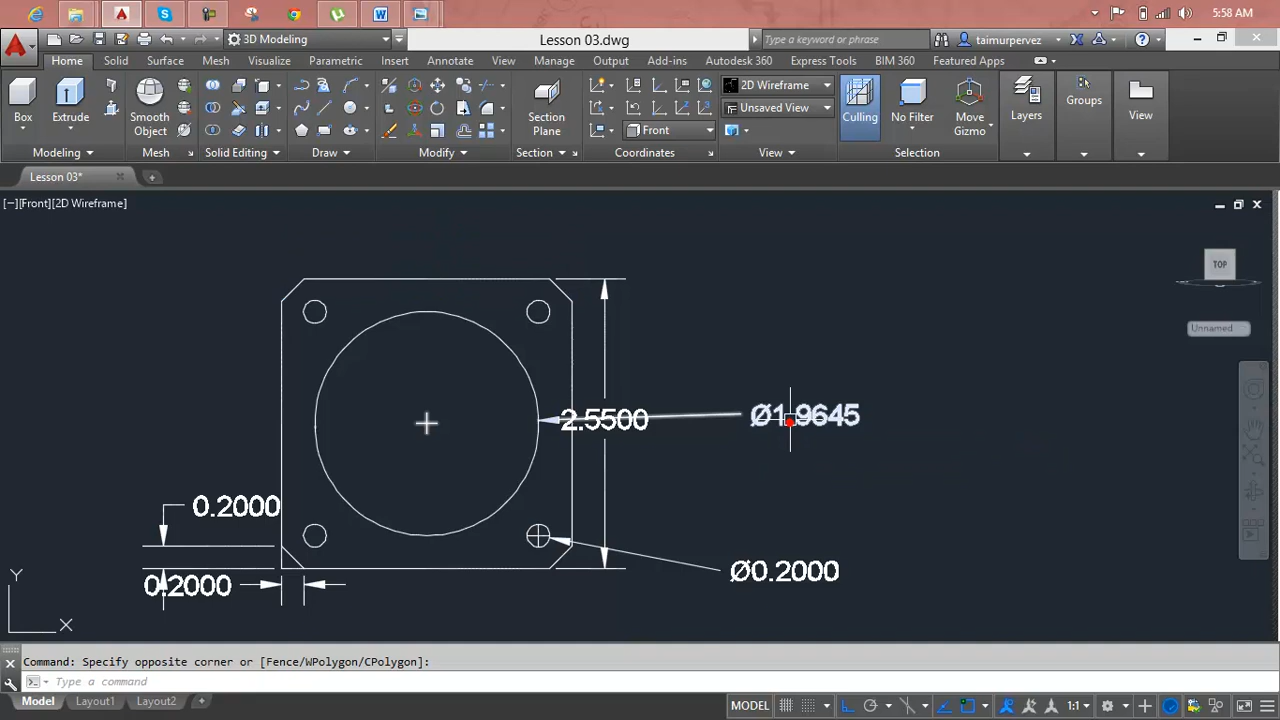 5:58 AM
3D Modeling
Lesson 03.dwg
Type a keyword or phrase
taimurpervez
Home Solid Surface Mesh Visualize Parametric Insert Annotate View Manage Output Add-ins Autodesk 360 Express Tools BIM 360 Featured Apps
2D Wireframe
Unsaved View
Front
Box Extrude Smooth Object Section Plane Culling No Filter Move Gizmo Layers Groups View
Modeling Mesh Solid Editing Draw Modify Section Coordinates View Selection
Lesson 03*
[−][Front][2D Wireframe]
TOP
Unnamed
2.5500
Ø1.9645
0.2000
0.2000
Ø0.2000
Y
X
Command: Specify opposite corner or [Fence/WPolygon/CPolygon]:
Type a command
Model Layout1 Layout2 +
MODEL 1:1